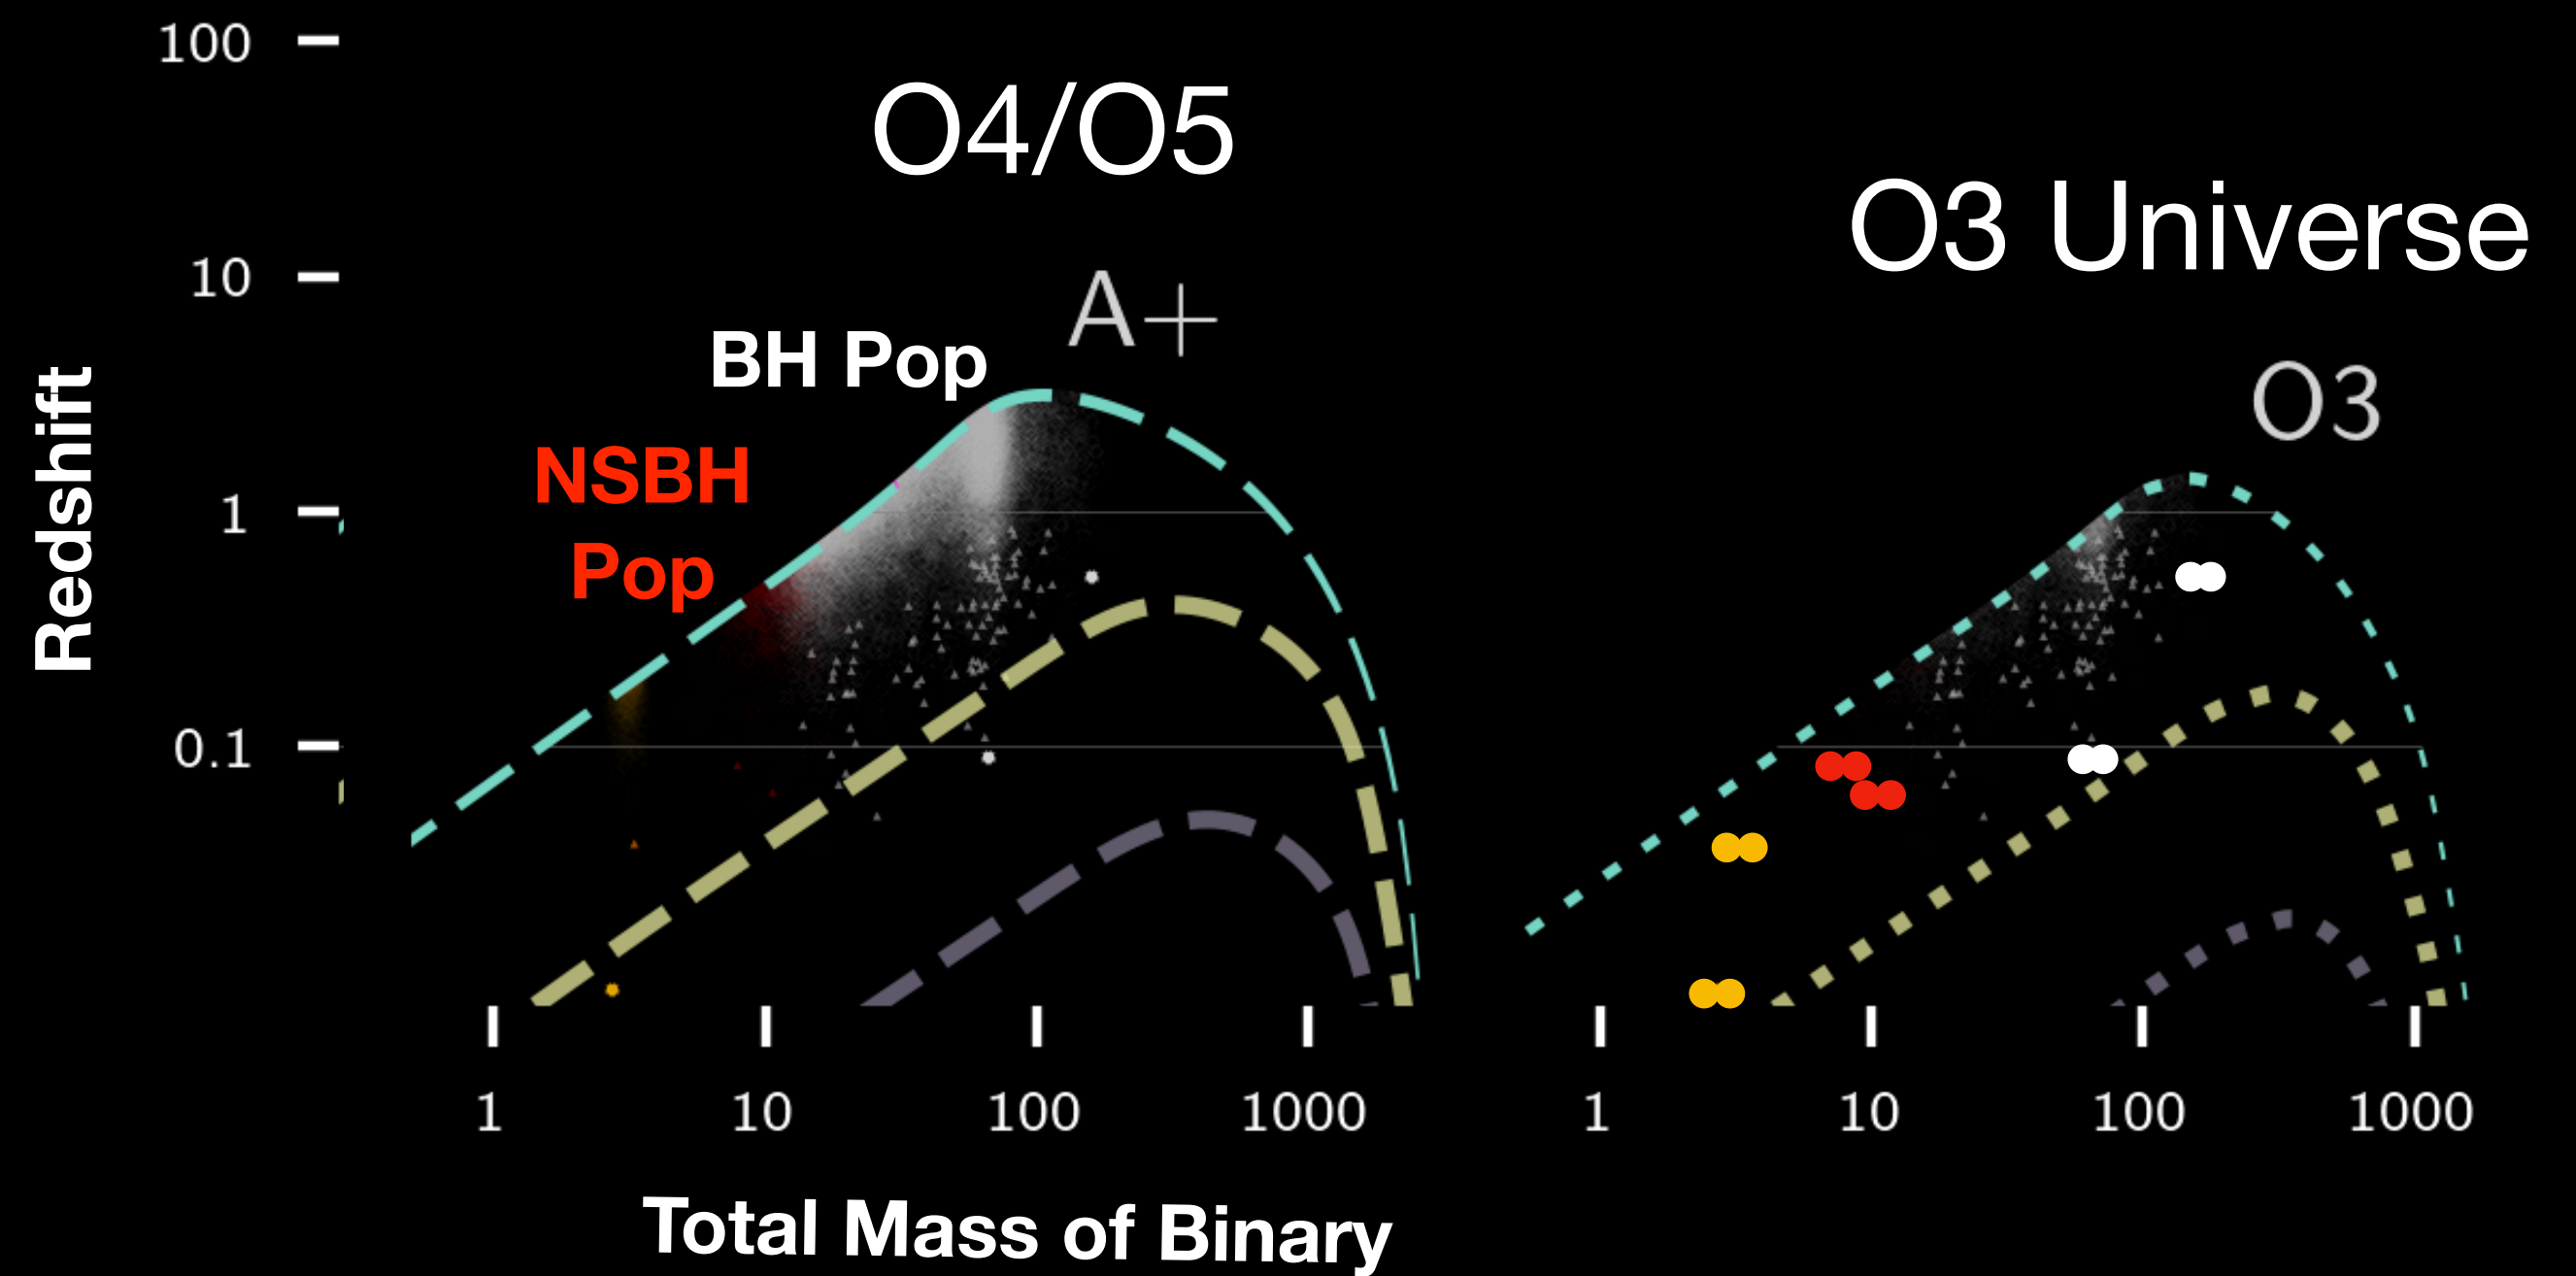 100
O4/O5
O3 Universe
10
A+
BH Pop
O3
NSBH
Pop
1
Redshift
0.1
1 10 100 1000 1 10 100 1000
Total Mass of Binary